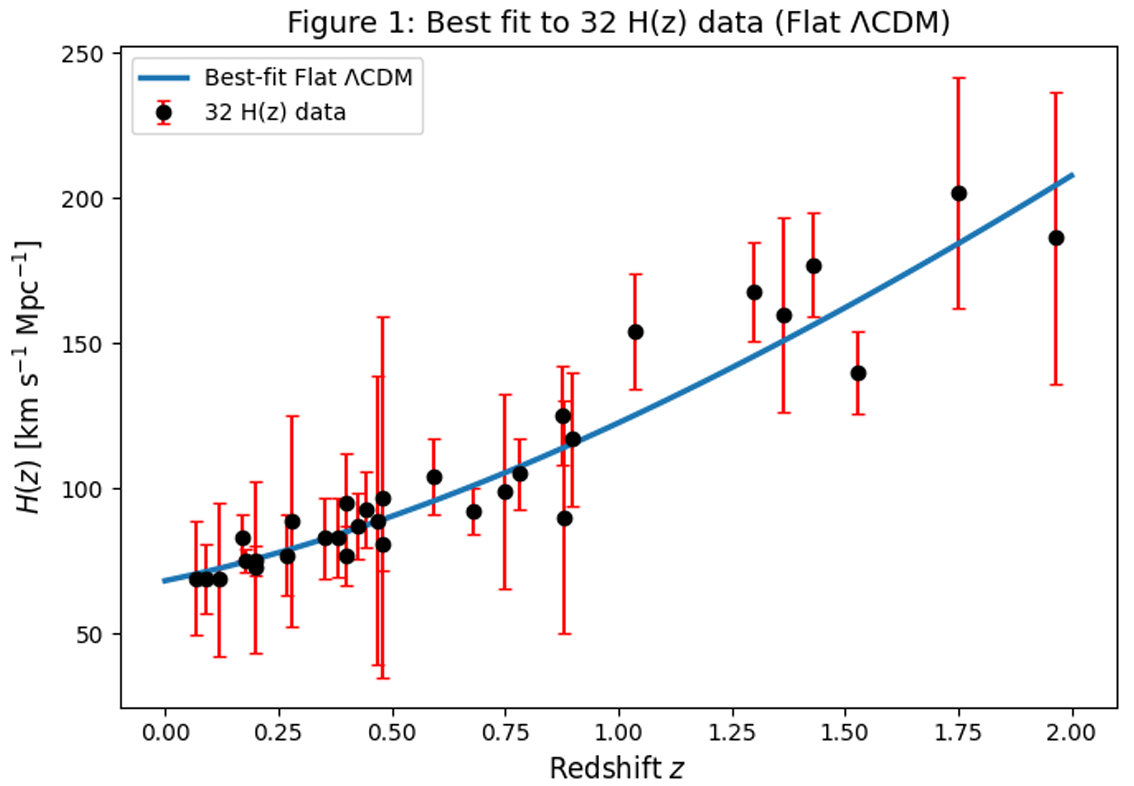 Figure 1: Best fit to 32 H(z) data (Flat ΛCDM)
Best-fit Flat ΛCDM
32 H(z) data
250
200
150
100
50
H(z) [km s⁻¹ Mpc⁻¹]
0.00 0.25 0.50 0.75 1.00 1.25 1.50 1.75 2.00
Redshift z